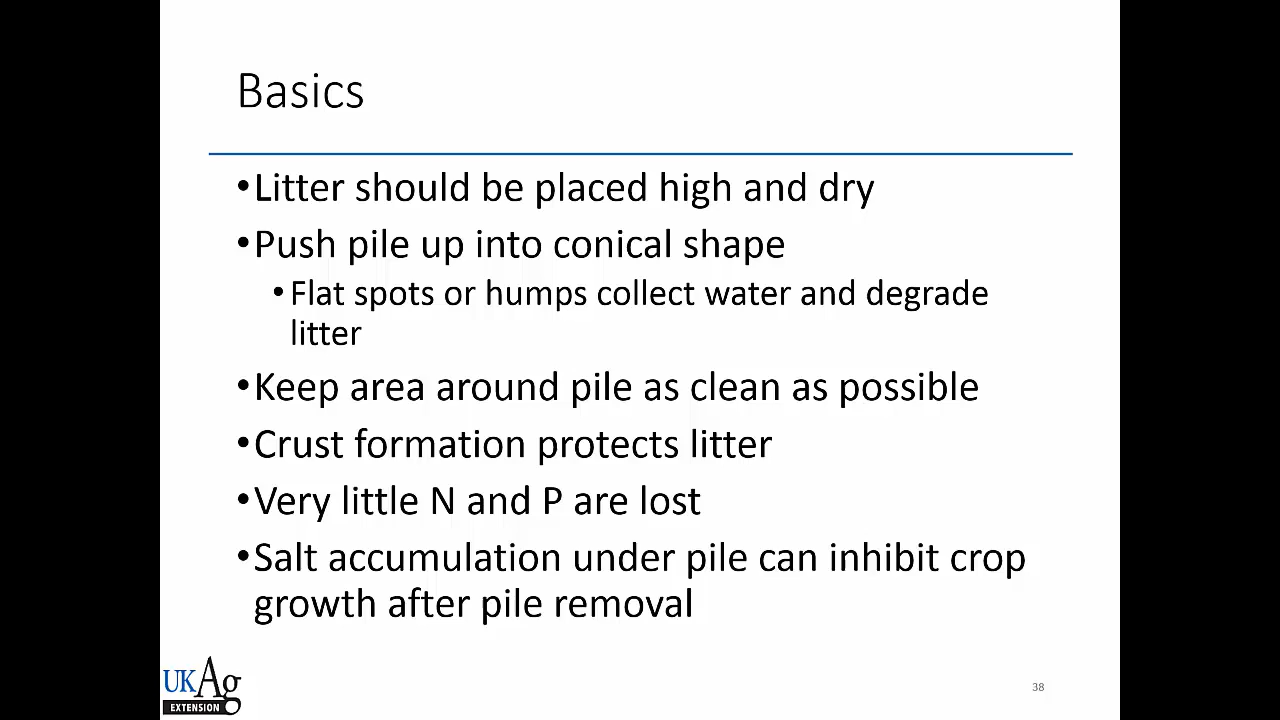 Basics
•Litter should be placed high and dry
•Push pile up into conical shape
•Flat spots or humps collect water and degrade
litter
•Keep area around pile as clean as possible
•Crust formation protects litter
•Very little N and P are lost
•Salt accumulation under pile can inhibit crop
growth after pile removal
UKAg
EXTENSION
38